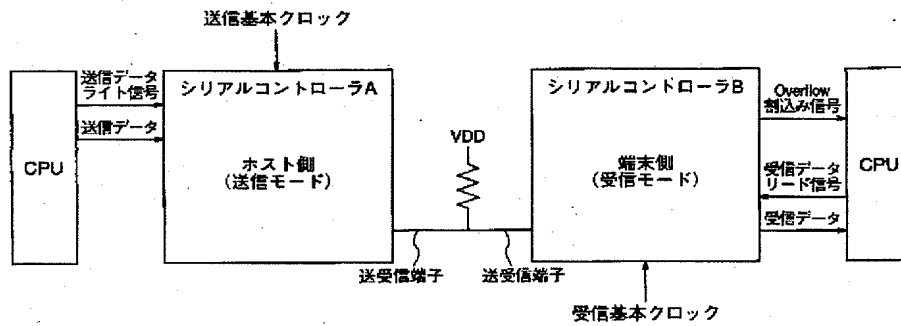 送信基本クロック
CPU
送信データ
ライト信号
送信データ
シリアルコントローラA
ホスト側
(送信モード)
VDD
シリアルコントローラB
端末側
(受信モード)
Overflow
割込み信号
受信データ
リード信号
受信データ
CPU
送受信端子
送受信端子
受信基本クロック